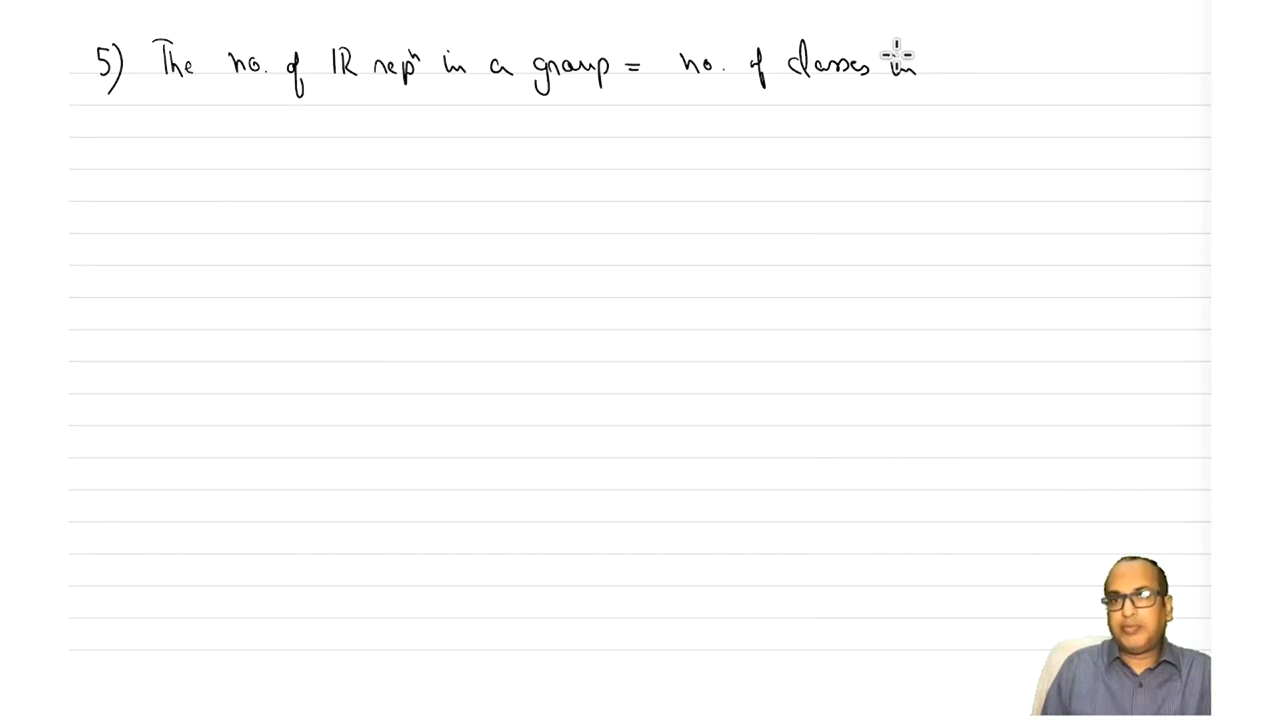 5) The no. of IR repⁿ in a group = no. of classes in